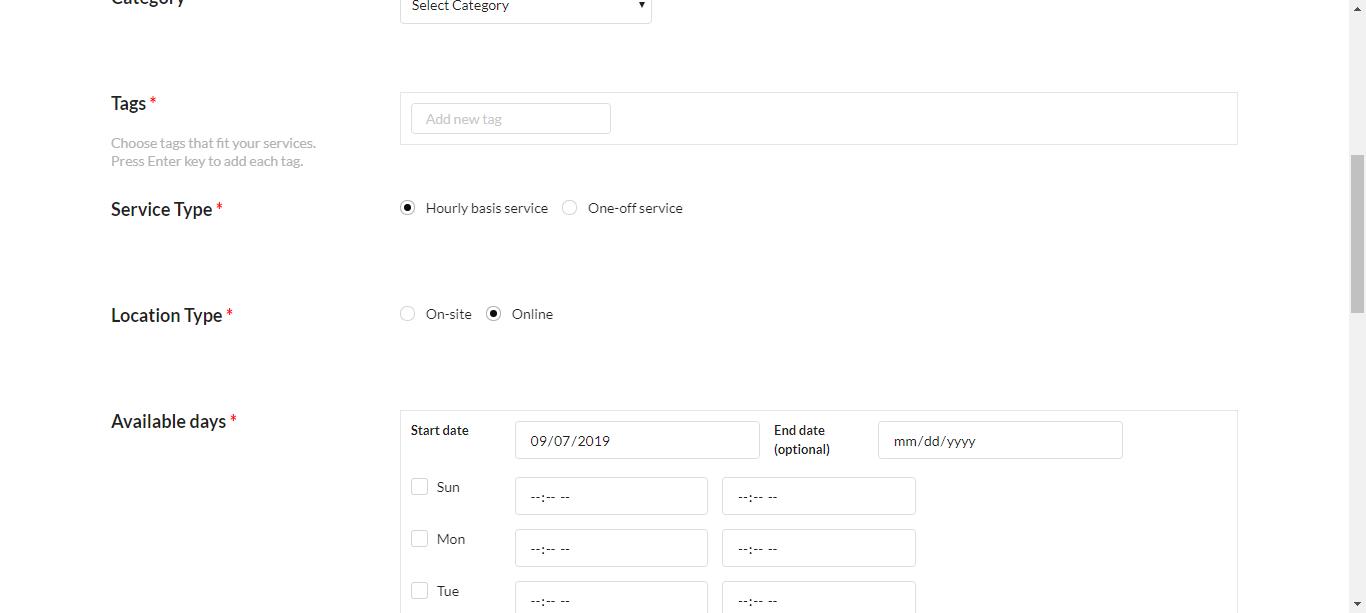 Category
Select Category
Tags *
Add new tag
Choose tags that fit your services.
Press Enter key to add each tag.
Service Type *
Hourly basis service
One-off service
Location Type *
On-site
Online
Available days *
Start date
09/07/2019
End date
(optional)
mm/dd/yyyy
Sun
--:-- --
--:-- --
Mon
--:-- --
--:-- --
Tue
--:-- --
--:-- --